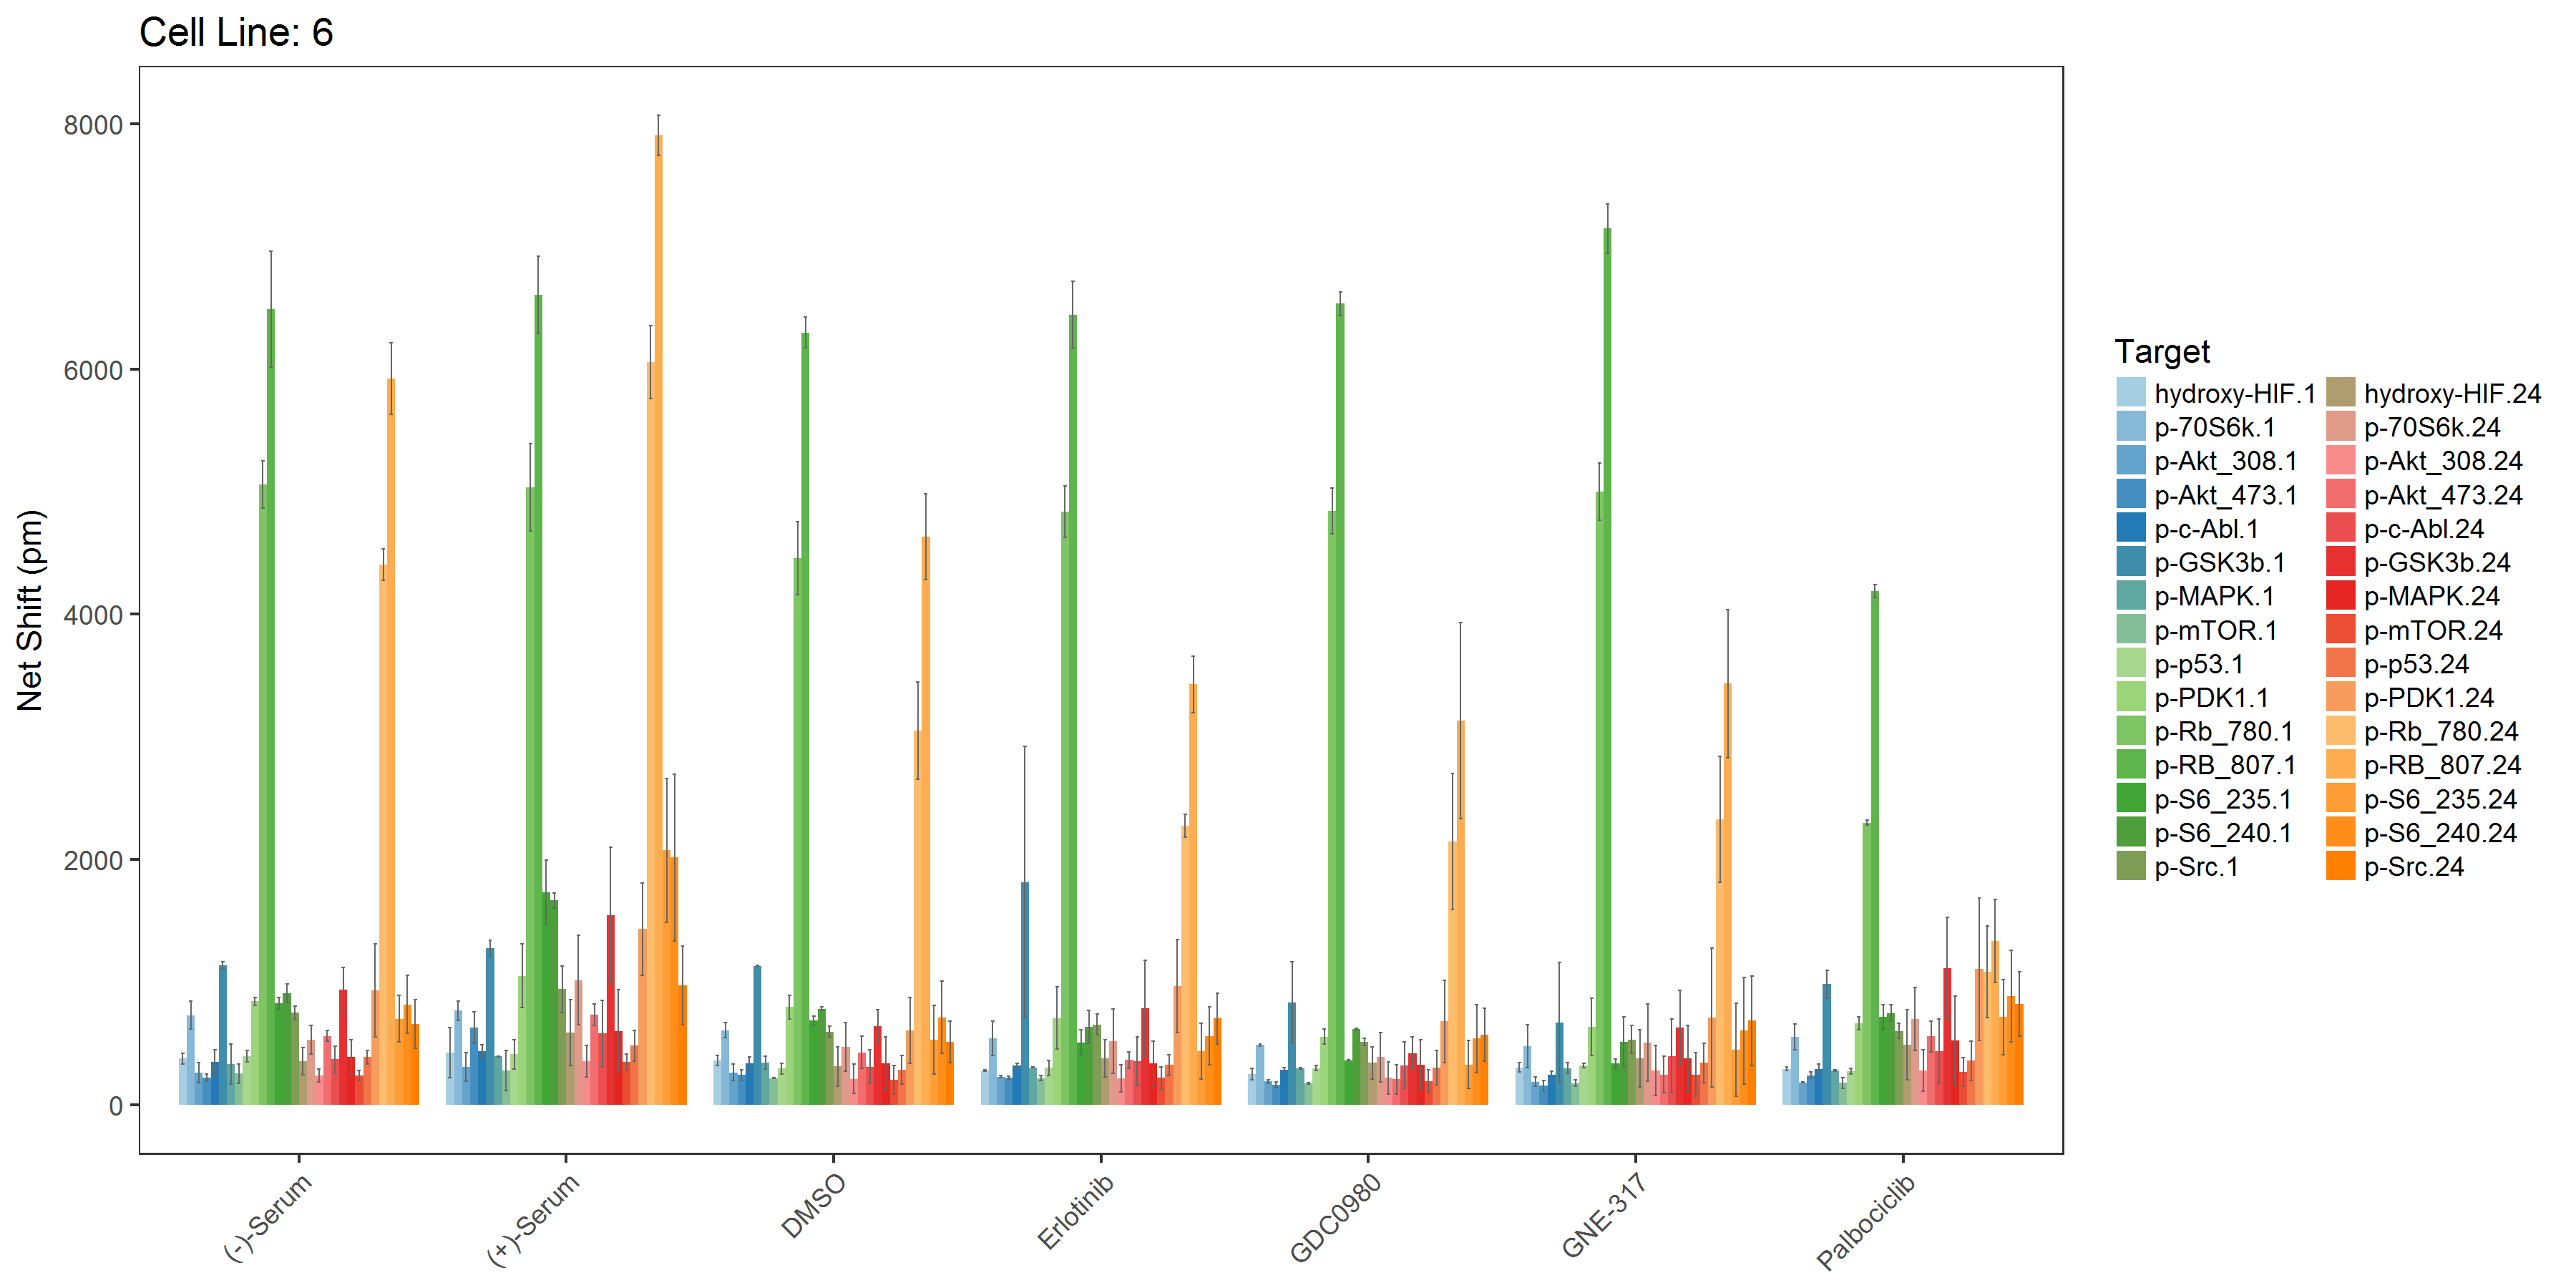 Cell Line: 6
Net Shift (pm)
8000
6000
4000
2000
0
(-)-Serum
(+)-Serum
DMSO
Erlotinib
GDC0980
GNE-317
Palbociclib
Target
hydroxy-HIF.1 hydroxy-HIF.24
p-70S6k.1 p-70S6k.24
p-Akt_308.1 p-Akt_308.24
p-Akt_473.1 p-Akt_473.24
p-c-Abl.1 p-c-Abl.24
p-GSK3b.1 p-GSK3b.24
p-MAPK.1 p-MAPK.24
p-mTOR.1 p-mTOR.24
p-p53.1 p-p53.24
p-PDK1.1 p-PDK1.24
p-Rb_780.1 p-Rb_780.24
p-RB_807.1 p-RB_807.24
p-S6_235.1 p-S6_235.24
p-S6_240.1 p-S6_240.24
p-Src.1 p-Src.24